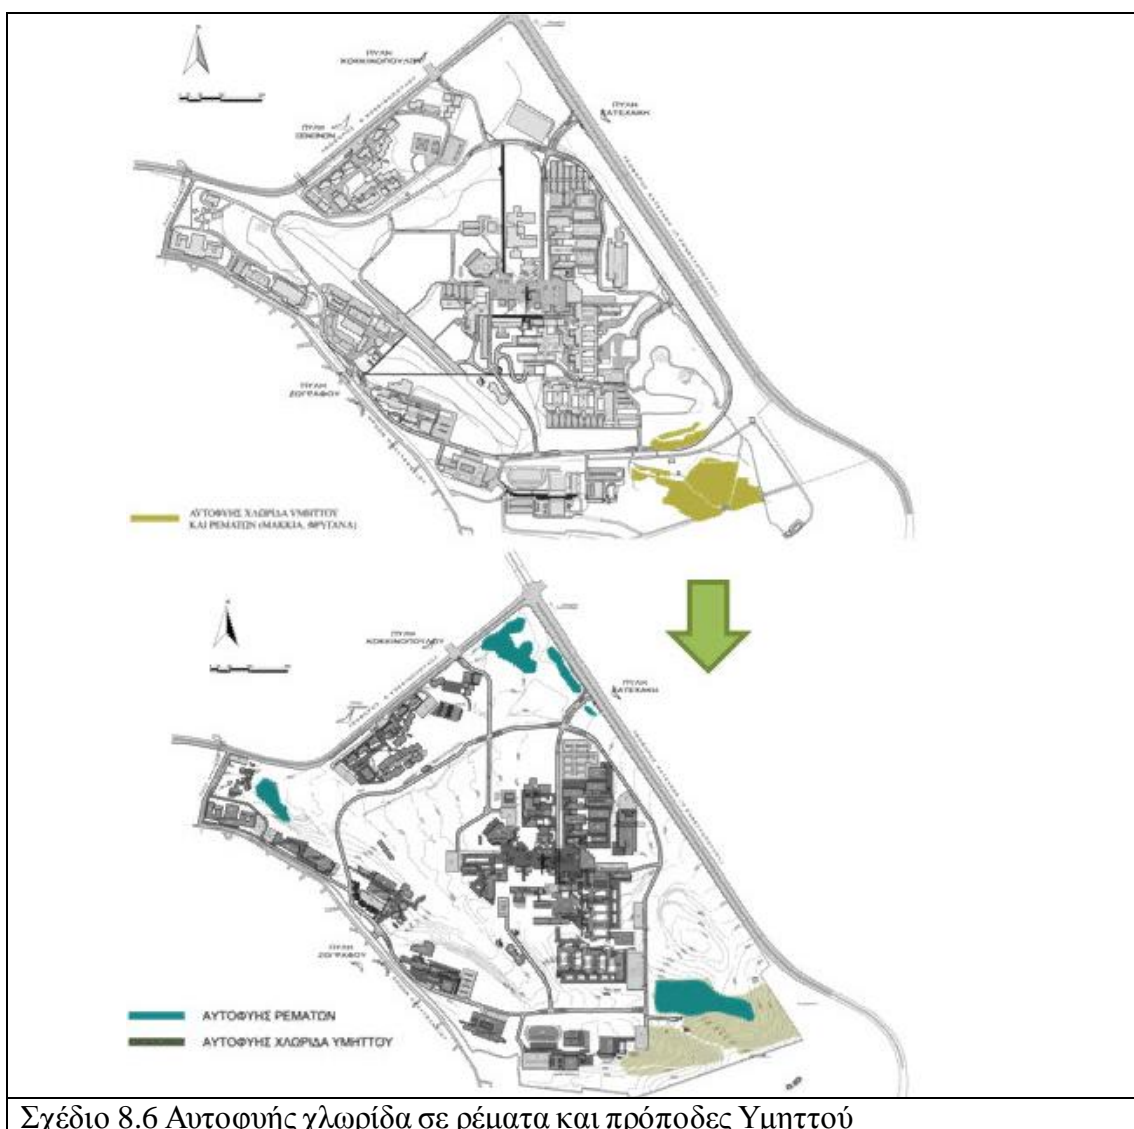 ΠΥΛΗ
ΚΟΚΚΙΝΟΠΟΥΛΟΥ
ΠΥΛΗ
ΞΕΝΩΝΩΝ
ΠΥΛΗ
ΚΑΤΕΧΑΚΗ
ΠΥΛΗ
ΖΩΓΡΑΦΟΥ
ΑΥΤΟΦΥΗΣ ΧΛΩΡΙΔΑ ΥΜΗΤΤΟΥ
ΚΑΙ ΡΕΜΑΤΩΝ (ΜΑΚΚΙΑ, ΦΡΥΓΑΝΑ)
ΠΥΛΗ
ΚΟΚΚΙΝΟΠΟΥΛΟΥ
ΠΥΛΗ
ΚΑΤΕΧΑΚΗ
ΠΥΛΗ
ΖΩΓΡΑΦΟΥ
ΑΥΤΟΦΥΗΣ ΡΕΜΑΤΩΝ
ΑΥΤΟΦΥΗΣ ΧΛΩΡΙΔΑ ΥΜΗΤΤΟΥ
Σχέδιο 8.6 Αυτοφυής χλωρίδα σε ρέματα και πρόποδες Υμηττού